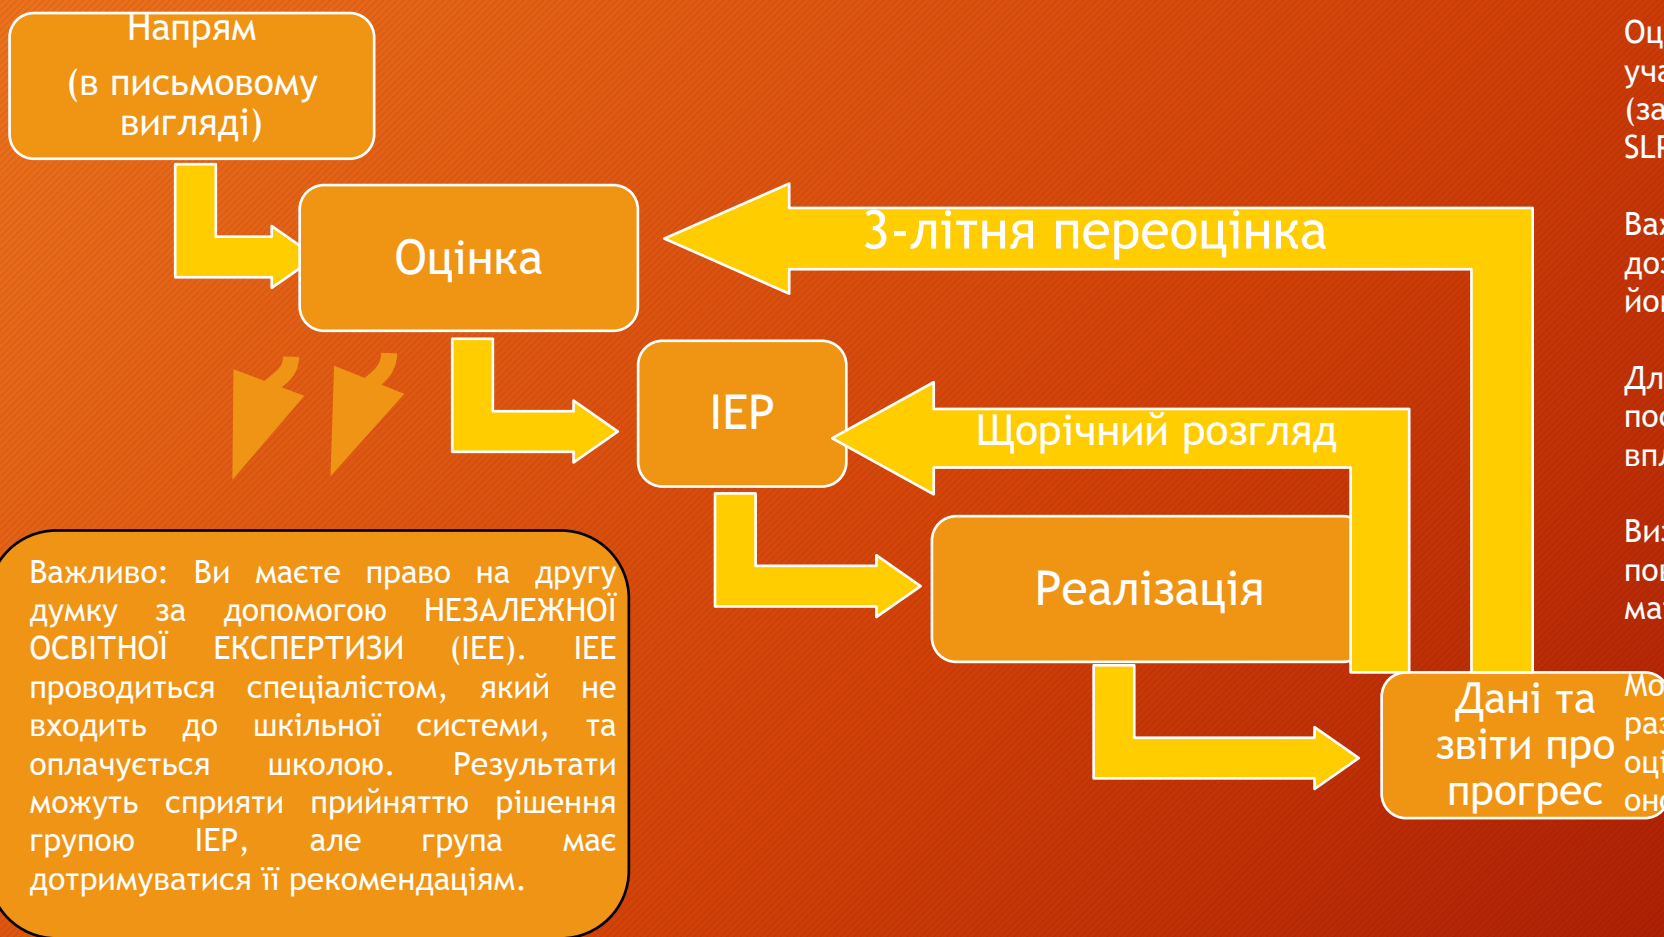 Напрям
(в письмовому
вигляді)
Оцінка
3-літня переоцінка
IEP
Щорічний розгляд
Реалізація
Дані та
звіти про
прогрес
Важливо: Ви маєте право на другу
думку за допомогою НЕЗАЛЕЖНОЇ
ОСВІТНОЇ ЕКСПЕРТИЗИ (IEE). IEE
проводиться спеціалістом, який не
входить до шкільної системи, та
оплачується школою. Результати
можуть сприяти прийняттю рішення
групою IEP, але група має
дотримуватися її рекомендаціям.